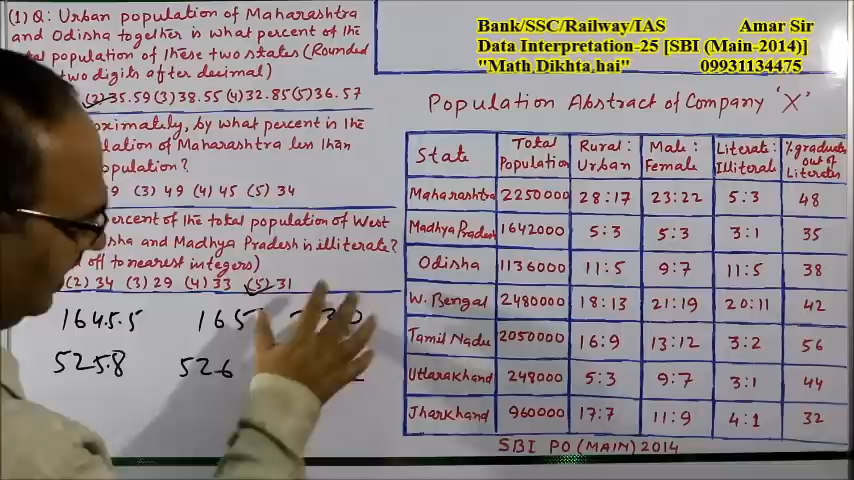 (1) Q: Urban population of Maharashtra
and Odisha together is what percent of the
population of these two states (Rounded
two digits after decimal)
(2) 35.59 (3) 38.55 (4) 32.85 (5) 36.57
by what percent is the
of Maharashtra less than
(3) 49 (4) 45 (5) 34
percent of the total population of West
and Madhya Pradesh is illiterate?
off to nearest integers)
(2) 34 (3) 29 (4) 33 (5) 31
1645.5
525.8 526
Bank/SSC/Railway/IAS Amar Sir
Data Interpretation-25 [SBI (Main-2014)]
"Math Dikhta hai" 09931134475
Population Abstract of Company 'X'
State Total Population Rural : Urban Male : Female Literate : Illiterate % graduates out of Literates
Maharashtra 2250000 28:17 23:22 5:3 48
Madhya Pradesh 1642000 5:3 5:3 3:1 35
Odisha 1136000 11:5 9:7 11:5 38
W. Bengal 2480000 18:13 21:19 20:11 42
Tamil Nadu 2050000 16:9 13:12 3:2 56
Uttarakhand 248000 5:3 9:7 3:1 44
Jharkhand 960000 17:7 11:9 4:1 32
SBI PO (MAIN) 2014